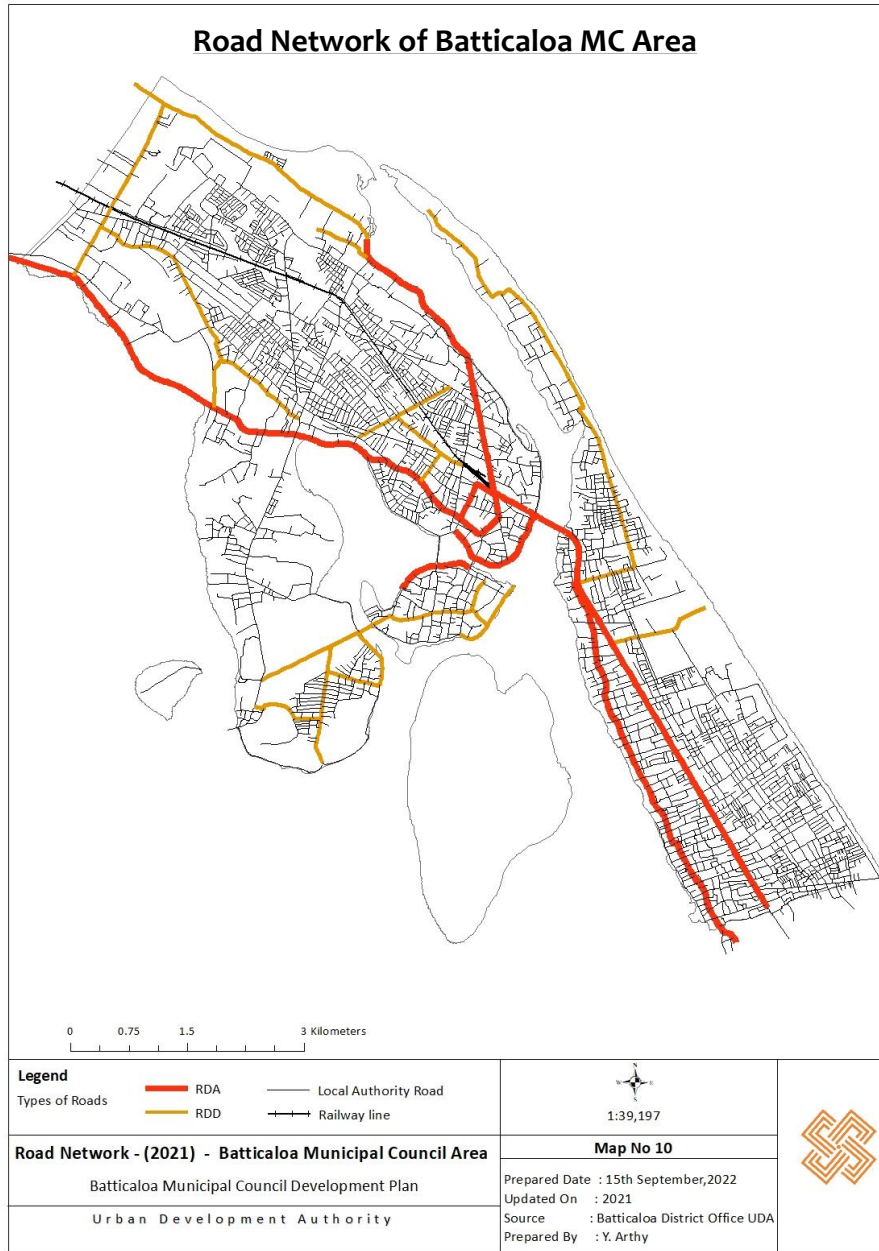 Road Network of Batticaloa MC Area
0 0.75 1.5 3 Kilometers
Legend
Types of Roads
RDA
RDD
Local Authority Road
Railway line
N
W E
S
1:39,197
Road Network - (2021) - Batticaloa Municipal Council Area
Batticaloa Municipal Council Development Plan
Urban Development Authority
Map No 10
Prepared Date : 15th September,2022
Updated On : 2021
Source : Batticaloa District Office UDA
Prepared By : Y. Arthy